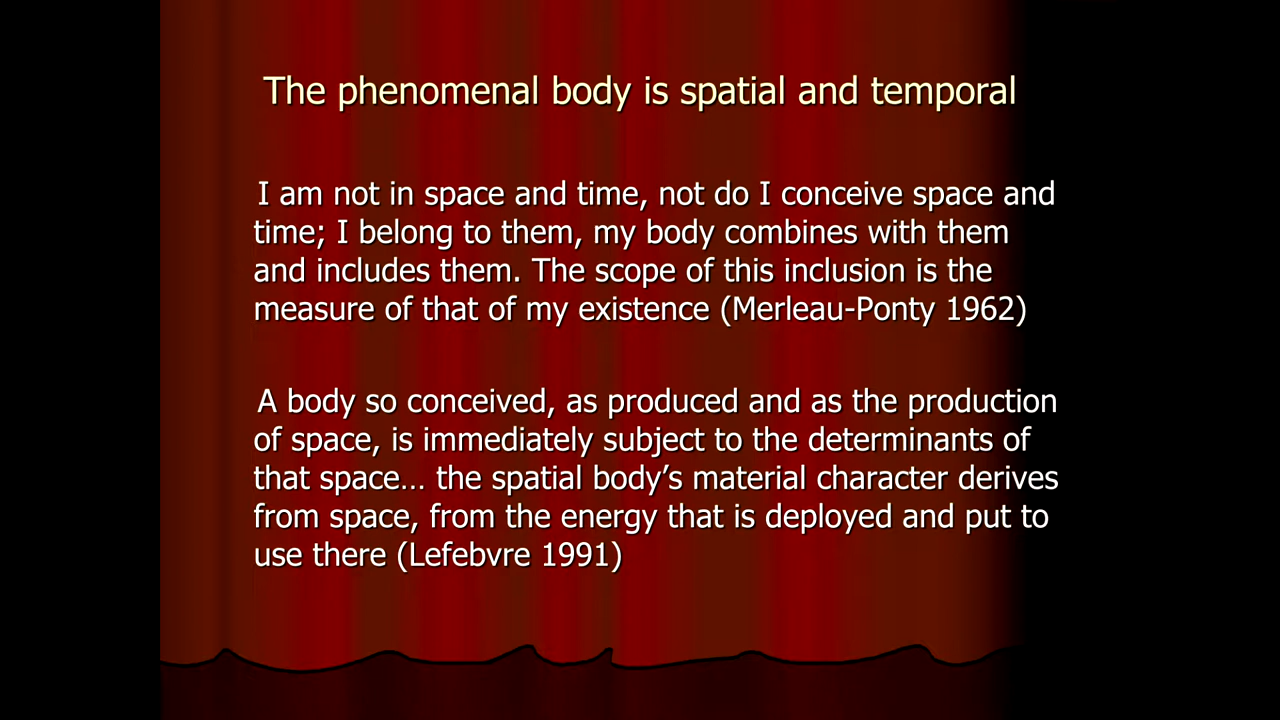 The phenomenal body is spatial and temporal
I am not in space and time, not do I conceive space and
time; I belong to them, my body combines with them
and includes them. The scope of this inclusion is the
measure of that of my existence (Merleau-Ponty 1962)
A body so conceived, as produced and as the production
of space, is immediately subject to the determinants of
that space… the spatial body’s material character derives
from space, from the energy that is deployed and put to
use there (Lefebvre 1991)